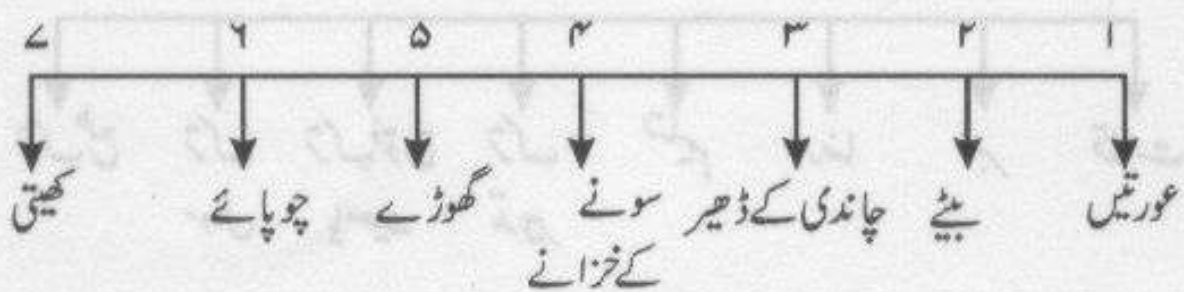 ۱ ۲ ۳ ۴ ۵ ۶ ۷
عورتیں بیٹے چاندی کے ڈھیر سونے گھوڑے چوپائے کھیتی
کے خزانے